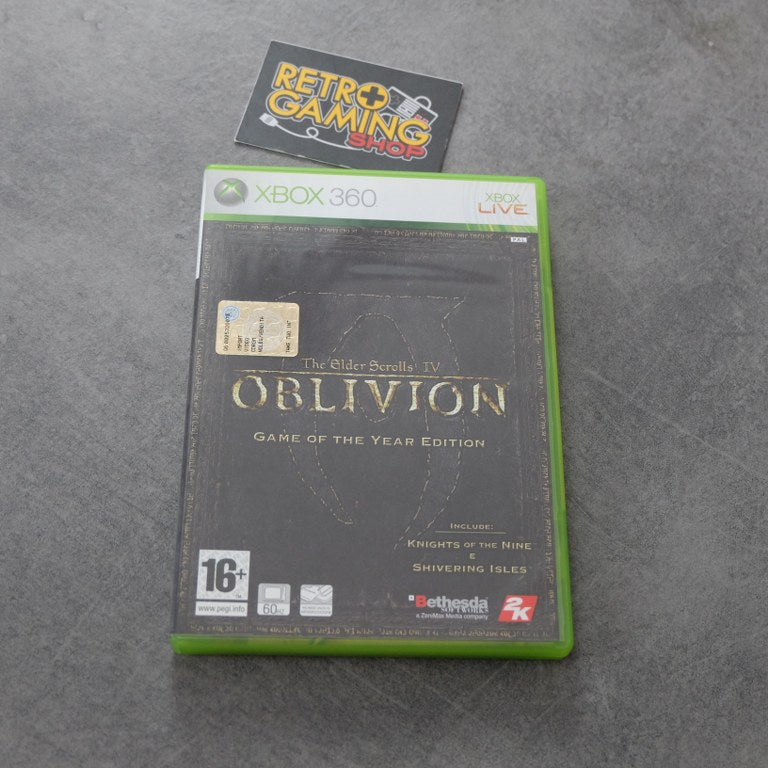 RETRO
GAMING
SHOP
XBOX 360
XBOX
LIVE
PAL
The Elder Scrolls IV
OBLIVION
GAME OF THE YEAR EDITION
INCLUDE:
KNIGHTS OF THE NINE
E
SHIVERING ISLES
16+
www.pegi.info
60Hz
Bethesda
SOFTWORKS
a ZeniMax Media company
2K